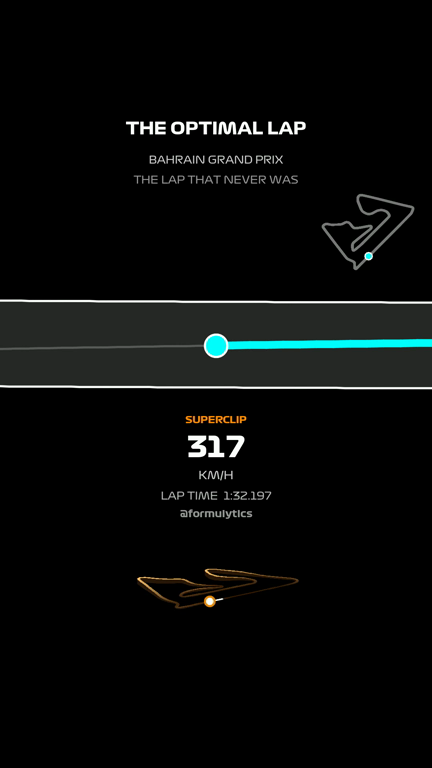 THE OPTIMAL LAP
BAHRAIN GRAND PRIX
THE LAP THAT NEVER WAS
SUPERCLIP
317
KM/H
LAP TIME 1:32.197
@formulytics